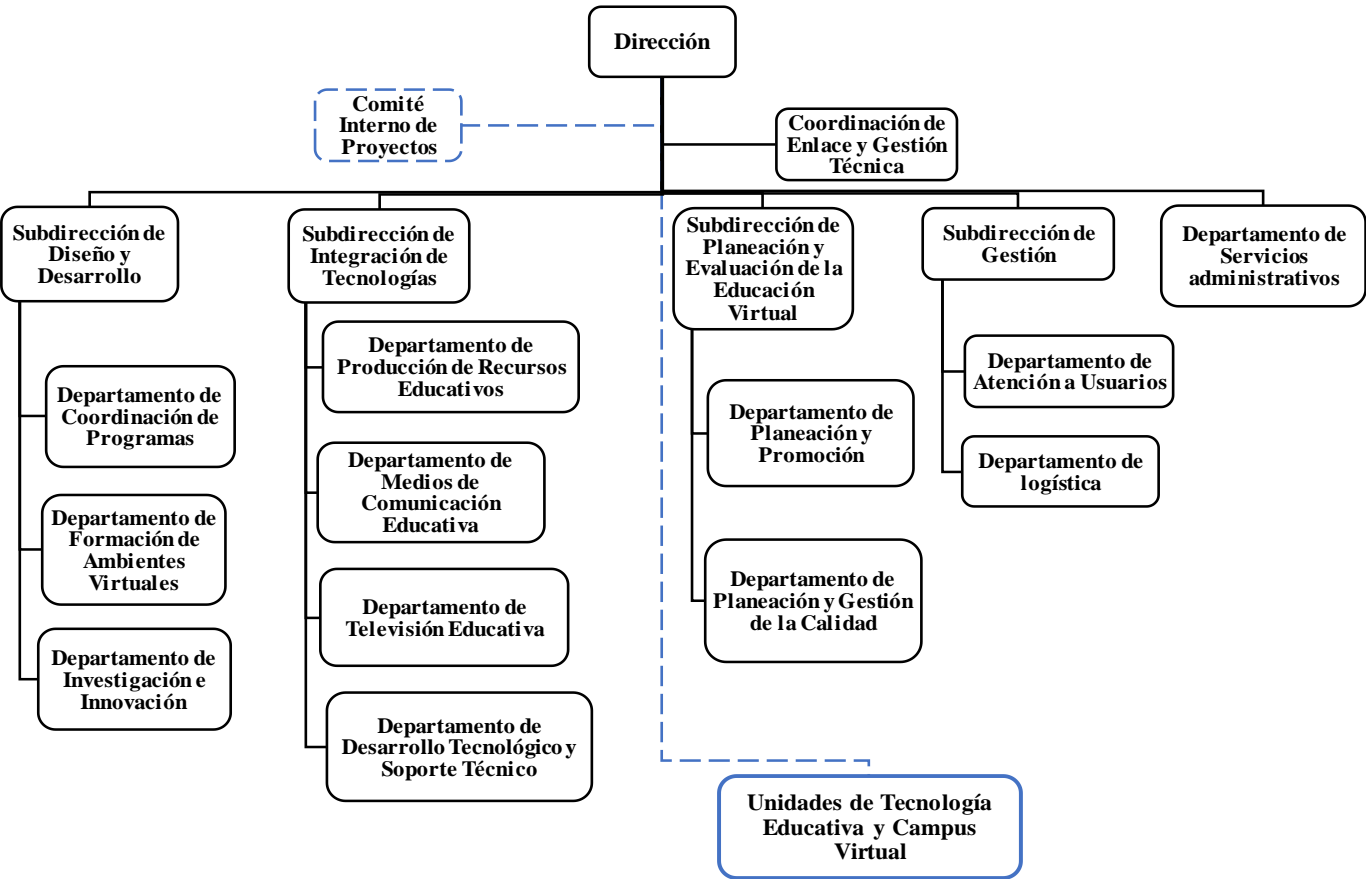 Dirección
Comité
Interno de
Proyectos
Coordinación de
Enlace y Gestión
Técnica
Subdirección de
Diseño y
Desarrollo
Subdirección de
Integración de
Tecnologías
Subdirección de
Planeación y
Evaluación de la
Educación
Virtual
Subdirección de
Gestión
Departamento de
Servicios
administrativos
Departamento de
Coordinación de
Programas
Departamento de
Formación de
Ambientes
Virtuales
Departamento de
Investigación e
Innovación
Departamento de
Producción de Recursos
Educativos
Departamento de
Medios de
Comunicación
Educativa
Departamento de
Televisión Educativa
Departamento de
Desarrollo Tecnológico y
Soporte Técnico
Departamento de
Planeación y
Promoción
Departamento de
Planeación y Gestión
de la Calidad
Departamento de
Atención a Usuarios
Departamento de
logística
Unidades de Tecnología
Educativa y Campus
Virtual